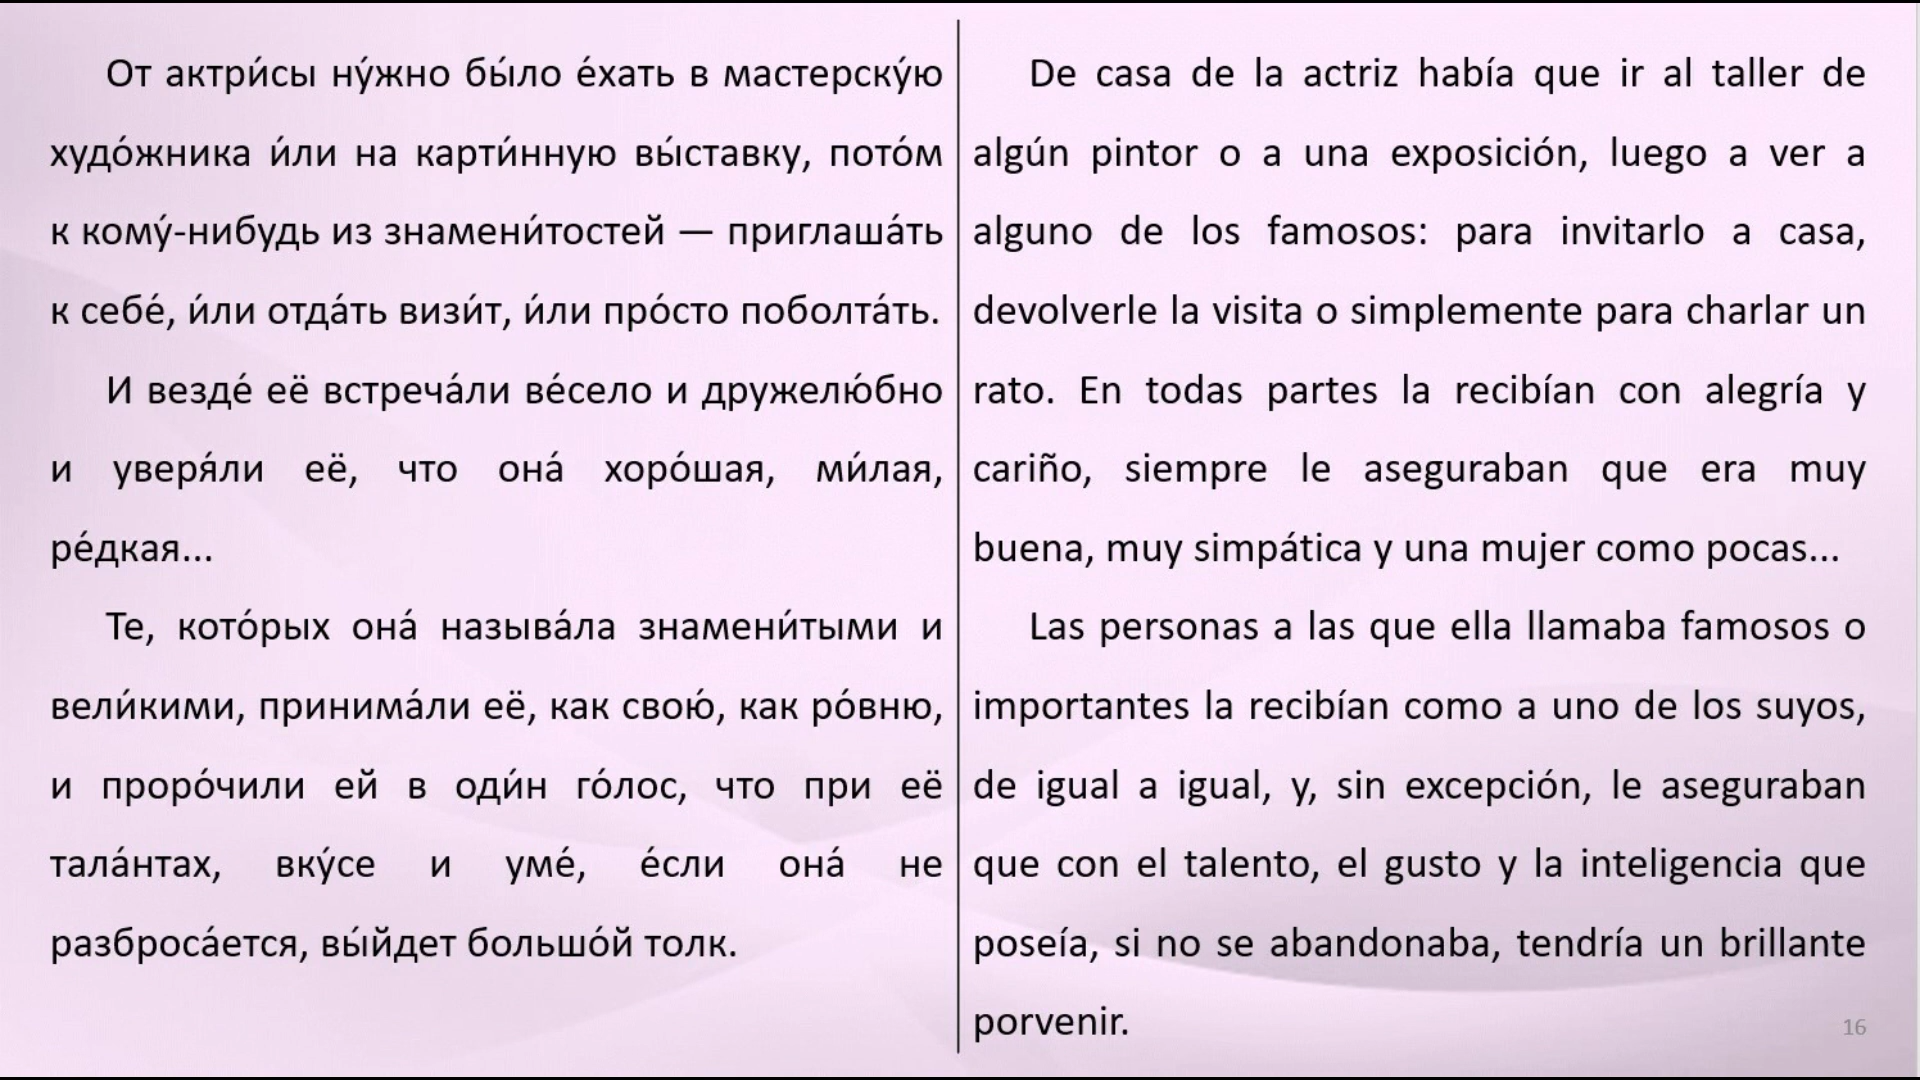 От актри́сы ну́жно бы́ло е́хать в мастерску́ю
худо́жника и́ли на карти́нную вы́ставку, пото́м
к кому́-нибудь из знамени́тостей — приглаша́ть
к себе́, и́ли отда́ть визи́т, и́ли про́сто поболта́ть.
И везде́ её встреча́ли ве́село и дружелю́бно
и уверя́ли её, что она́ хоро́шая, ми́лая,
ре́дкая...
Те, кото́рых она́ называ́ла знамени́тыми и
вели́кими, принима́ли её, как свою́, как ро́вню,
и проро́чили ей в оди́н го́лос, что при её
тала́нтах, вку́се и уме́, е́сли она́ не
разброса́ется, вы́йдет большо́й толк.
De casa de la actriz había que ir al taller de
algún pintor o a una exposición, luego a ver a
alguno de los famosos: para invitarlo a casa,
devolverle la visita o simplemente para charlar un
rato. En todas partes la recibían con alegría y
cariño, siempre le aseguraban que era muy
buena, muy simpática y una mujer como pocas...
Las personas a las que ella llamaba famosos o
importantes la recibían como a uno de los suyos,
de igual a igual, y, sin excepción, le aseguraban
que con el talento, el gusto y la inteligencia que
poseía, si no se abandonaba, tendría un brillante
porvenir.
16